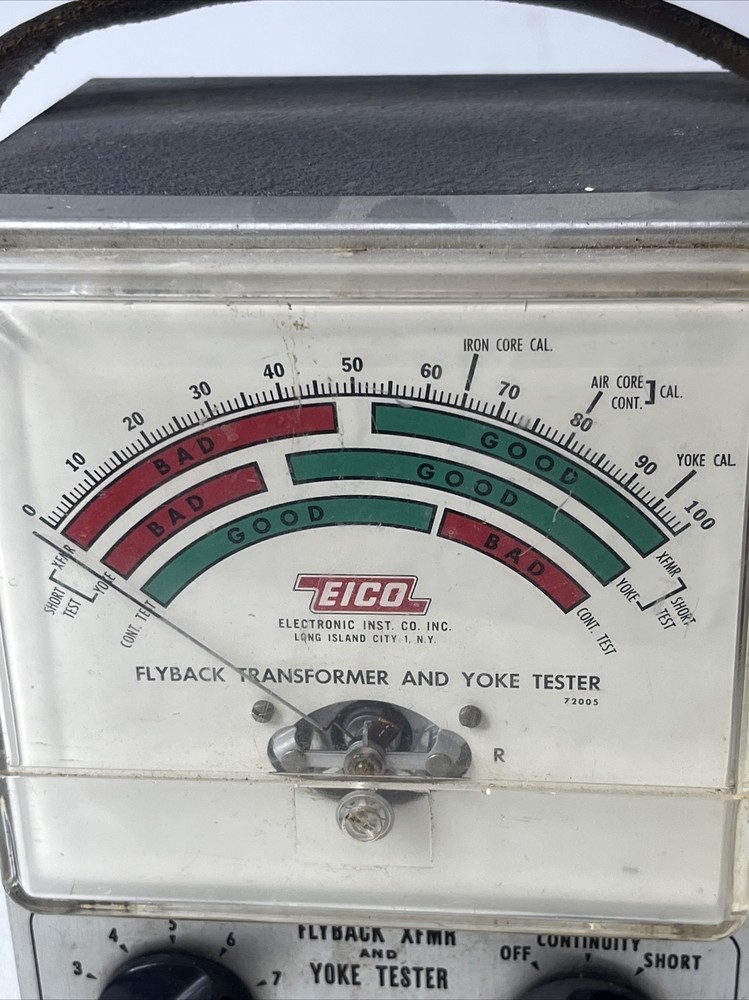 IRON CORE CAL.
AIR CORE
CONT.
CAL.
YOKE CAL.
0 10 20 30 40 50 60 70 80 90 100
BAD GOOD
BAD GOOD
GOOD BAD
XFMR
YOKE
SHORT
TEST
CONT. TEST
XFMR
YOKE
SHORT
TEST
CONT. TEST
EICO
ELECTRONIC INST. CO. INC.
LONG ISLAND CITY 1, N.Y.
FLYBACK TRANSFORMER AND YOKE TESTER
72005
R
3 4 5 6 7
FLYBACK XFMR
AND
YOKE TESTER
OFF CONTINUITY SHORT